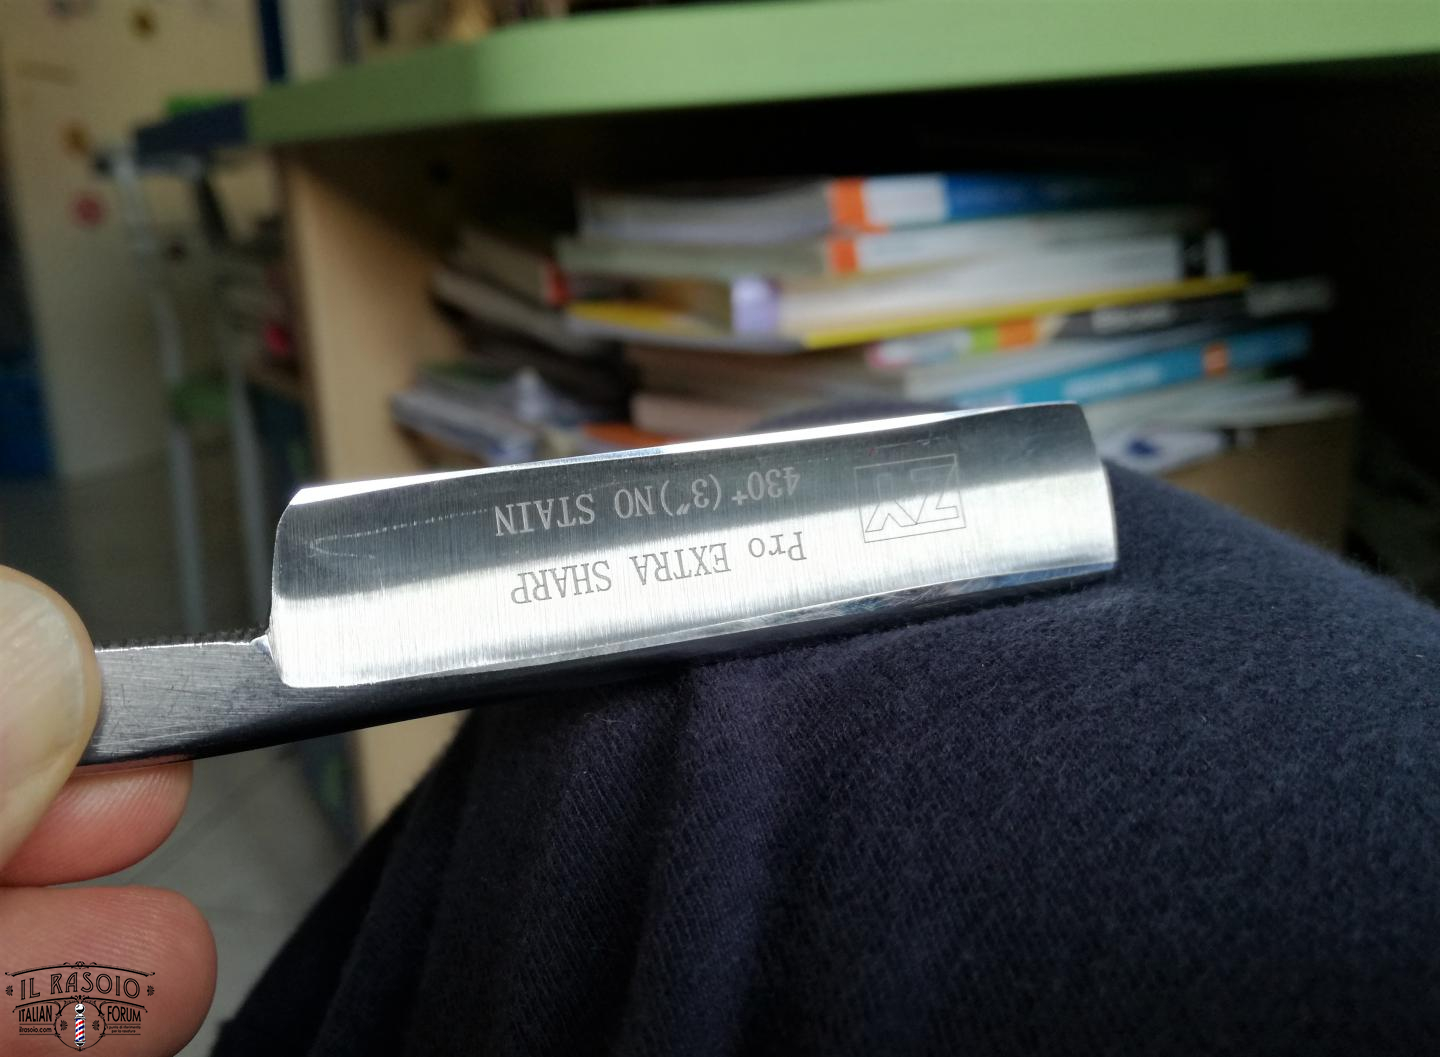 ZY
Pro EXTRA SHARP
430+(3")NO STAIN
IL RASOIO
ITALIAN FORUM
ilrasoio.com